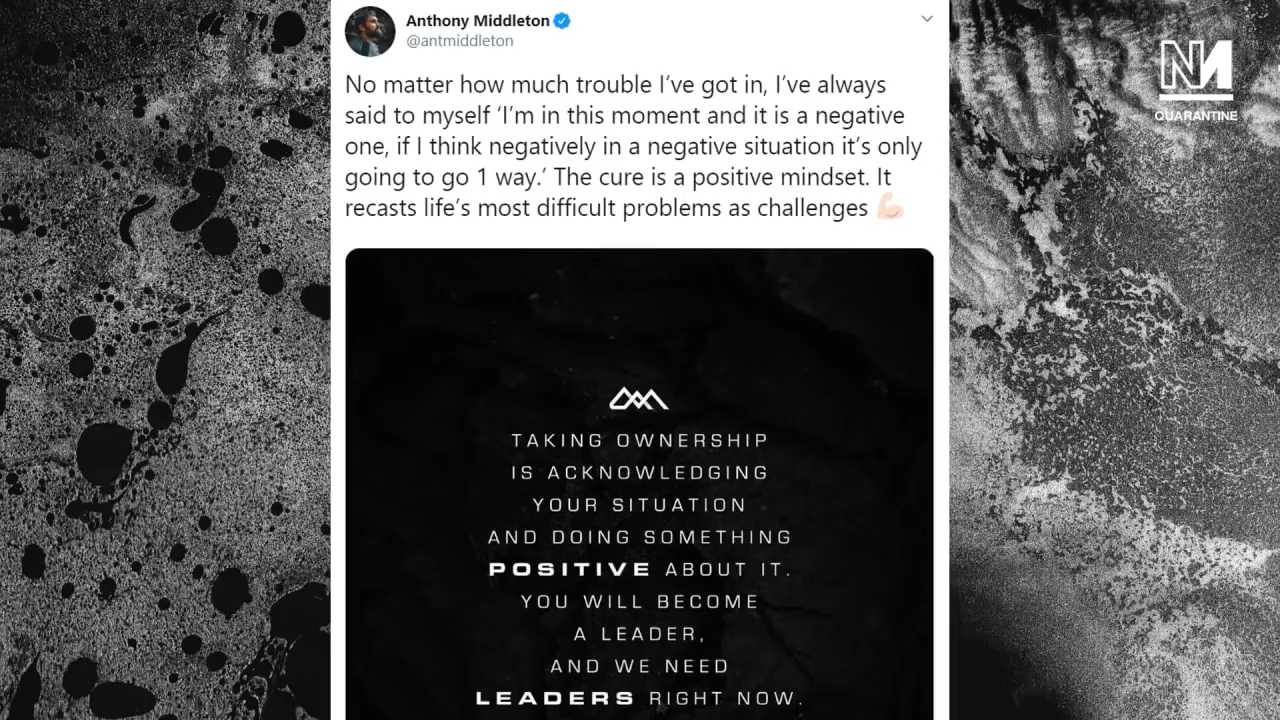 Anthony Middleton
@antmiddleton
No matter how much trouble I've got in, I've always
said to myself ‘I'm in this moment and it is a negative
one, if I think negatively in a negative situation it's only
going to go 1 way.’ The cure is a positive mindset. It
recasts life's most difficult problems as challenges 💪🏻
TAKING OWNERSHIP
IS ACKNOWLEDGING
YOUR SITUATION
AND DOING SOMETHING
POSITIVE ABOUT IT.
YOU WILL BECOME
A LEADER,
AND WE NEED
LEADERS RIGHT NOW.
NM
QUARANTINE